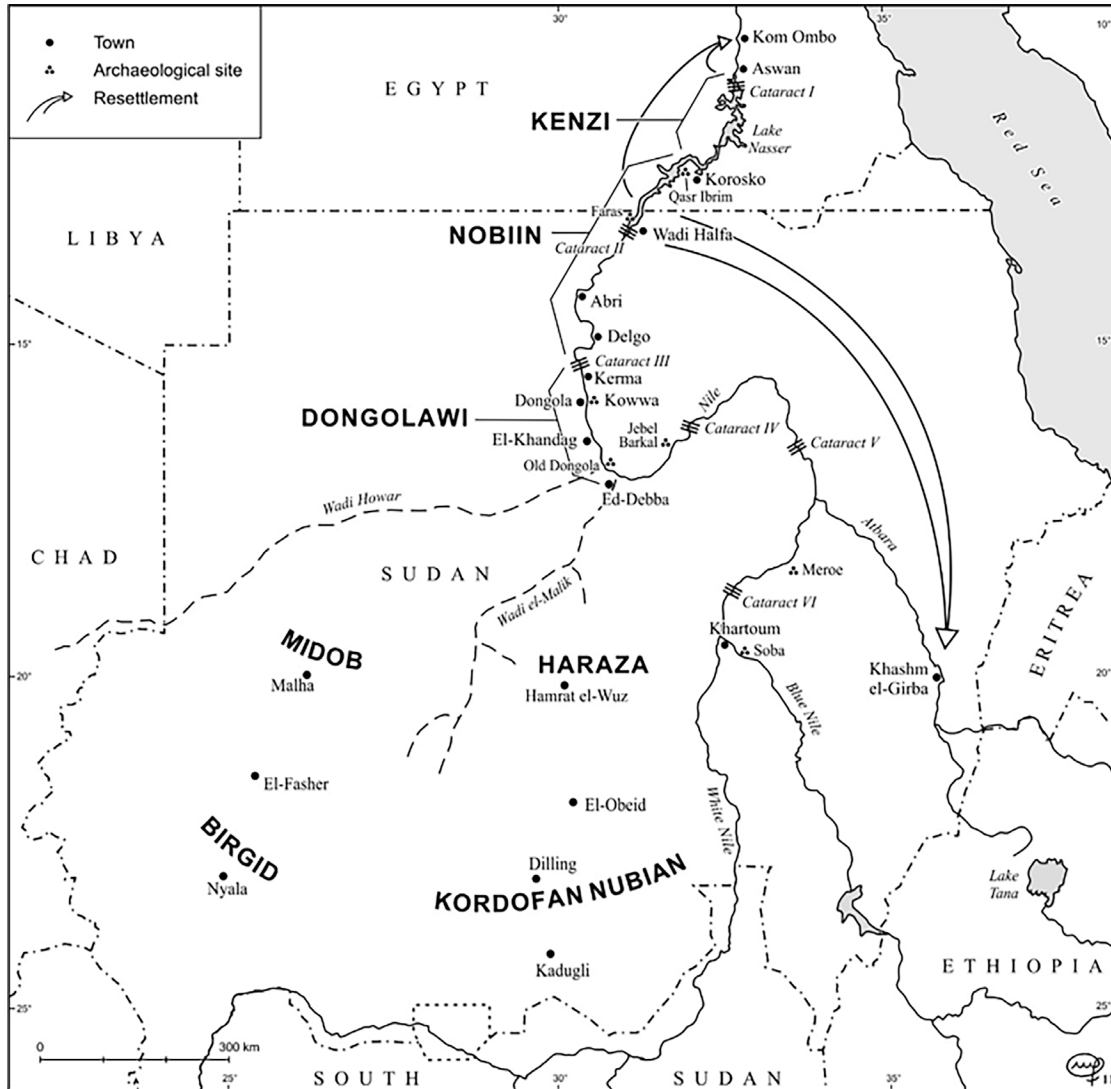 30°
35°
10°
Town
Archaeological site
Resettlement
EGYPT
Kom Ombo
Aswan
Cataract I
KENZI
Lake
Nasser
Red Sea
Korosko
Qasr Ibrim
Faras
LIBYA
NOBIIN
Cataract II
Wadi Halfa
Abri
Delgo
15°
15°
Cataract III
Kerma
Dongola
Kowwa
DONGOLAWI
Nile
El-Khandag
Jebel
Barkal
Cataract IV
Cataract V
Old Dongola
Ed-Debba
Wadi Howar
Atbara
CHAD
SUDAN
Meroe
Wadi el-Malik
Cataract VI
ERITREA
Khartoum
Soba
MIDOB
HARAZA
Malha
Hamrat el-Wuz
Khashm
el-Girba
20°
20°
Blue Nile
El-Fasher
El-Obeid
White Nile
BIRGID
Dilling
Nyala
KORDOFAN NUBIAN
Lake
Tana
Kadugli
ETHIOPIA
25°
25°
0
300 km
25°
30°
35°
SOUTH
SUDAN